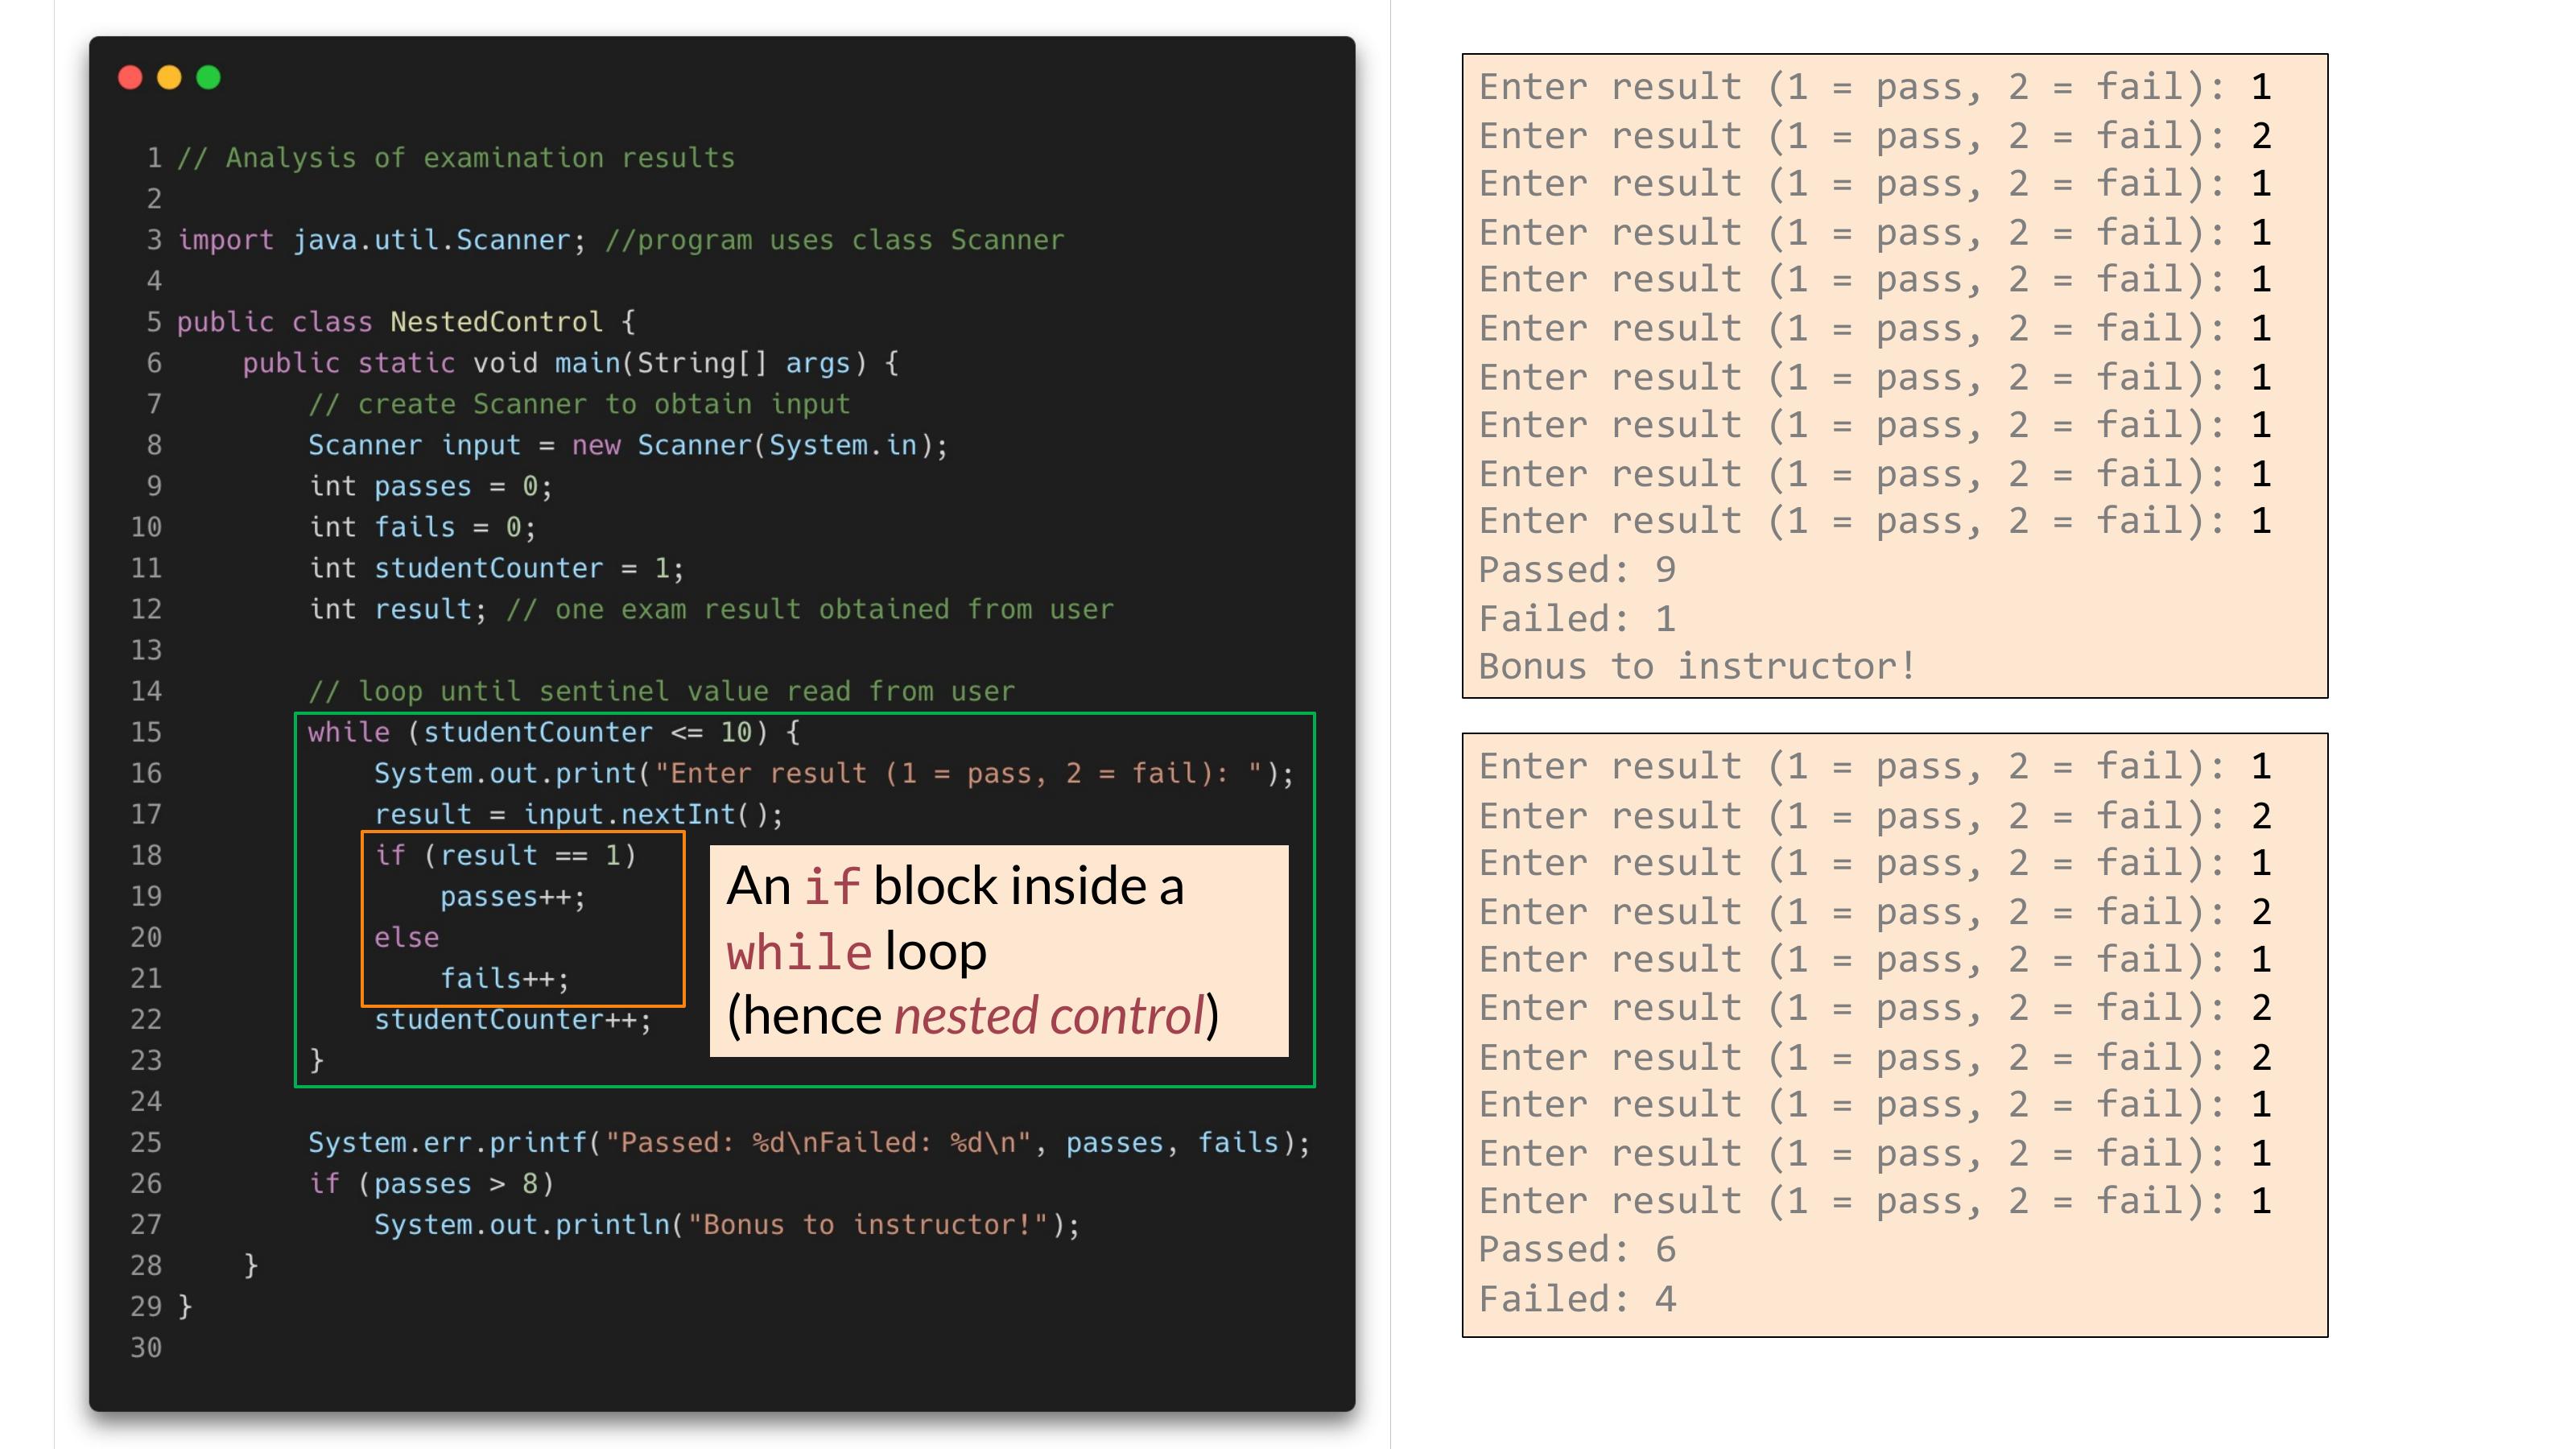 1 // Analysis of examination results
2
3 import java.util.Scanner; //program uses class Scanner
4
5 public class NestedControl {
6     public static void main(String[] args) {
7         // create Scanner to obtain input
8         Scanner input = new Scanner(System.in);
9         int passes = 0;
10         int fails = 0;
11         int studentCounter = 1;
12         int result; // one exam result obtained from user
13
14         // loop until sentinel value read from user
15         while (studentCounter <= 10) {
16             System.out.print("Enter result (1 = pass, 2 = fail): ");
17             result = input.nextInt();
18             if (result == 1)
19                 passes++;
20             else
21                 fails++;
22             studentCounter++;
23         }
24
25         System.err.printf("Passed: %d\nFailed: %d\n", passes, fails);
26         if (passes > 8)
27             System.out.println("Bonus to instructor!");
28     }
29 }
30
An if block inside a
while loop
(hence nested control)
Enter result (1 = pass, 2 = fail): 1
Enter result (1 = pass, 2 = fail): 2
Enter result (1 = pass, 2 = fail): 1
Enter result (1 = pass, 2 = fail): 1
Enter result (1 = pass, 2 = fail): 1
Enter result (1 = pass, 2 = fail): 1
Enter result (1 = pass, 2 = fail): 1
Enter result (1 = pass, 2 = fail): 1
Enter result (1 = pass, 2 = fail): 1
Enter result (1 = pass, 2 = fail): 1
Passed: 9
Failed: 1
Bonus to instructor!
Enter result (1 = pass, 2 = fail): 1
Enter result (1 = pass, 2 = fail): 2
Enter result (1 = pass, 2 = fail): 1
Enter result (1 = pass, 2 = fail): 2
Enter result (1 = pass, 2 = fail): 1
Enter result (1 = pass, 2 = fail): 2
Enter result (1 = pass, 2 = fail): 2
Enter result (1 = pass, 2 = fail): 1
Enter result (1 = pass, 2 = fail): 1
Enter result (1 = pass, 2 = fail): 1
Passed: 6
Failed: 4